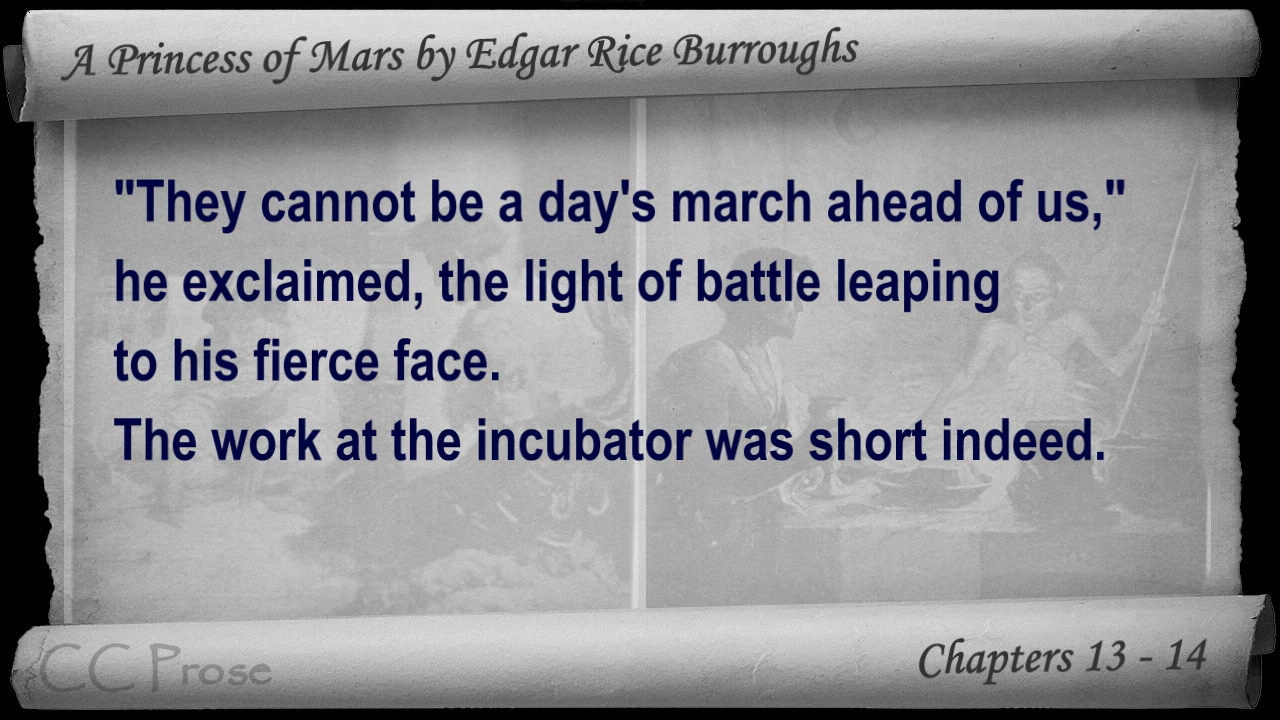 A Princess of Mars by Edgar Rice Burroughs
"They cannot be a day's march ahead of us,"
he exclaimed, the light of battle leaping
to his fierce face.
The work at the incubator was short indeed.
CC Prose
Chapters 13 - 14